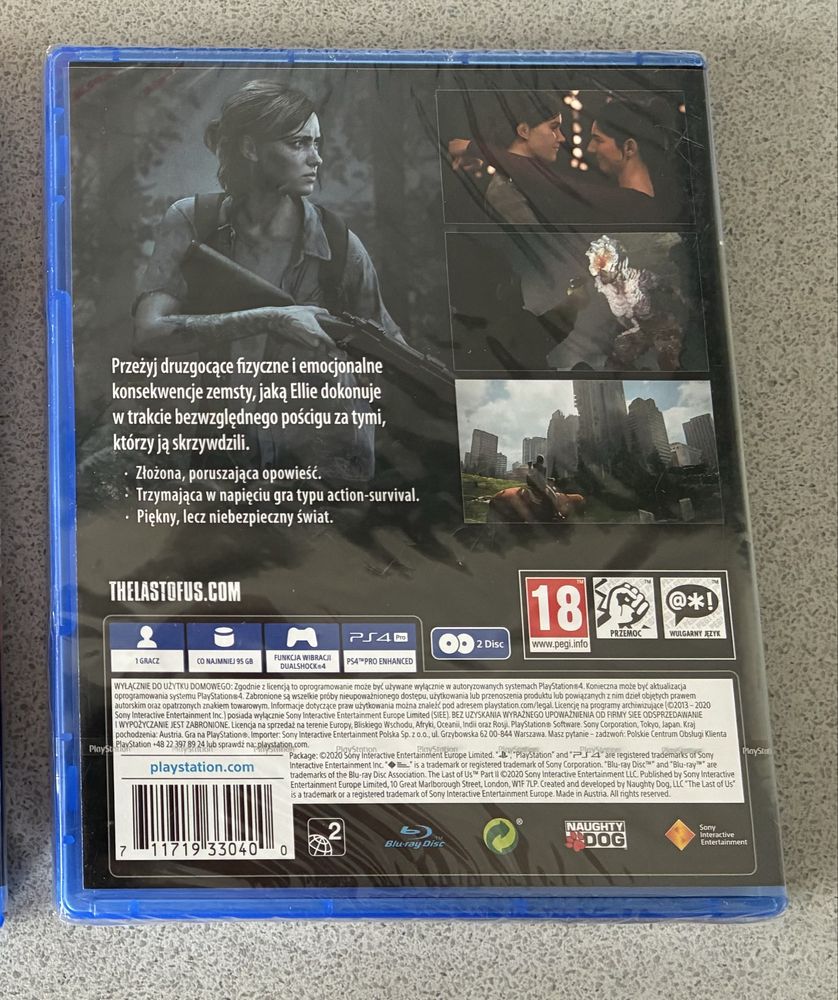 Przeżyj druzgocące fizyczne i emocjonalne
konsekwencje zemsty, jaką Ellie dokonuje
w trakcie bezwzględnego pościgu za tymi,
którzy ją skrzywdzili.
· Złożona, poruszająca opowieść.
· Trzymająca w napięciu gra typu action-survival.
· Piękny, lecz niebezpieczny świat.
THELASTOFUS.COM
18
www.pegi.info
PRZEMOC
@*!
WULGARNY JĘZYK
1 GRACZ
CO NAJMNIEJ 95 GB
FUNKCJA WIBRACJI
DUALSHOCK®4
PS4 Pro
PS4™PRO ENHANCED
2 Disc
WYŁĄCZNIE DO UŻYTKU DOMOWEGO: Zgodnie z licencją to oprogramowanie może być używane wyłącznie w autoryzowanych systemach PlayStation®4. Konieczna może być aktualizacja
oprogramowania systemu PlayStation®4. Zabronione są wszelkie próby nieupoważnionego dostępu, użytkowania lub przenoszenia produktu lub powiązanych z nim dzieł objętych prawem
autorskim oraz opatrzonych znakiem towarowym. Informacje dotyczące praw użytkowania można znaleźć pod adresem playstation.com/legal. Licencję na programy archiwizujące (©2013 – 2020
Sony Interactive Entertainment Inc.) posiada wyłącznie Sony Interactive Entertainment Europe Limited (SIEE). BEZ UZYSKANIA WYRAŹNEGO UPOWAŻNIENIA OD FIRMY SIEE ODSPRZEDAWANIE
I WYPOŻYCZANIE JEST ZABRONIONE. Licencja na sprzedaż na terenie Europy, Bliskiego Wschodu, Afryki, Oceanii, Indii oraz Rosji. PlayStation® Software. Sony Corporation, Tokyo, Japan. Kraj
pochodzenia: Austria. Gra na PlayStation®. Importer: Sony Interactive Entertainment Polska Sp. z o.o., ul. Grzybowska 62 00-844 Warszawa. Masz pytanie – zadzwoń: Polskie Centrum Obsługi Klienta
PlayStation +48 22 397 89 24 lub sprawdź na: playstation.com.
Package: ©2020 Sony Interactive Entertainment Europe Limited. "PlayStation" and "PS4" are registered trademarks of Sony
Interactive Entertainment Inc. is a trademark or registered trademark of Sony Corporation. "Blu-ray Disc™" and "Blu-ray™" are
trademarks of the Blu-ray Disc Association. The Last of Us™ Part II ©2020 Sony Interactive Entertainment LLC. Published by Sony Interactive
Entertainment Europe Limited, 10 Great Marlborough Street, London, W1F 7LP. Created and developed by Naughty Dog, LLC "The Last of Us"
is a trademark or a registered trademark of Sony Interactive Entertainment Europe. Made in Austria. All rights reserved.
playstation.com
7 11719 33040 0
2
Blu-ray Disc™
NAUGHTY
DOG
Sony
Interactive
Entertainment